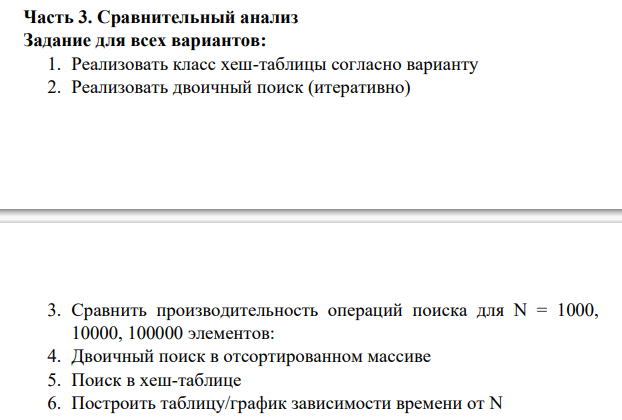 Часть 3. Сравнительный анализ
Задание для всех вариантов:
1. Реализовать класс хеш-таблицы согласно варианту
2. Реализовать двоичный поиск (итеративно)
3. Сравнить производительность операций поиска для N = 1000,
10000, 100000 элементов:
4. Двоичный поиск в отсортированном массиве
5. Поиск в хеш-таблице
6. Построить таблицу/график зависимости времени от N